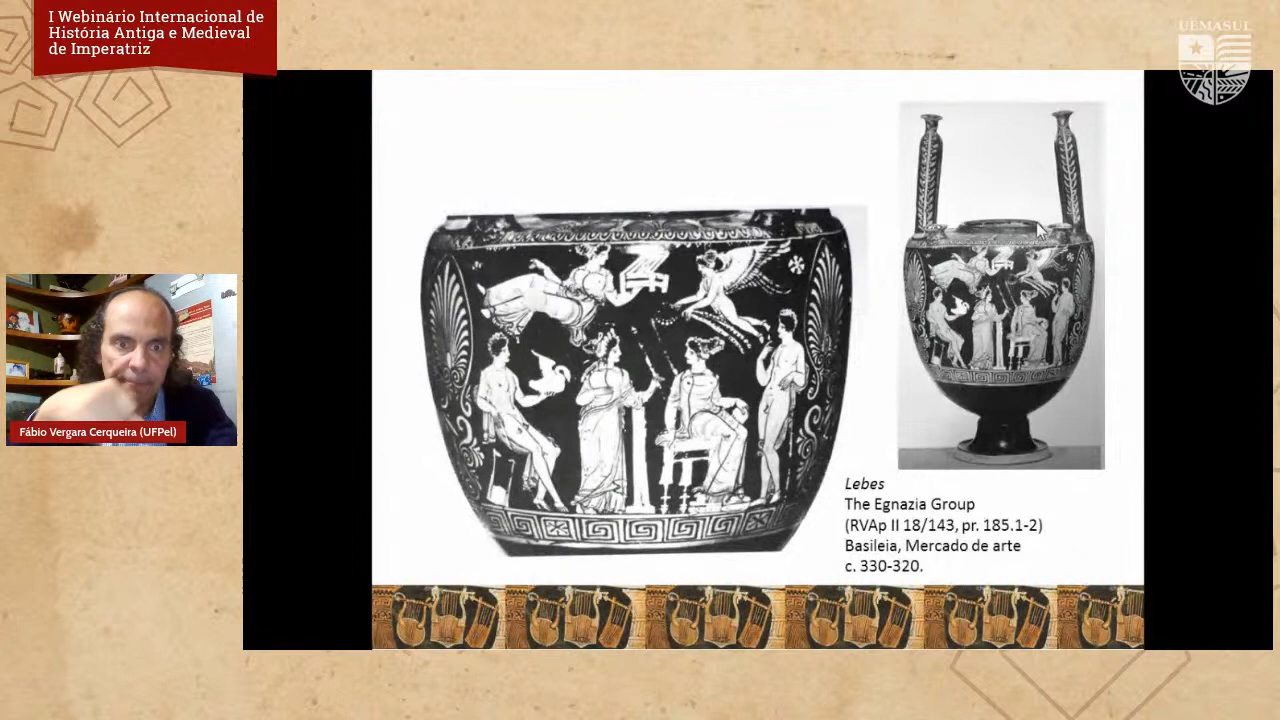 I Webinário Internacional de
História Antiga e Medieval
de Imperatriz
UEMASUL
Fábio Vergara Cerqueira (UFPel)
Lebes
The Egnazia Group
(RVAp II 18/143, pr. 185.1-2)
Basileia, Mercado de arte
c. 330-320.